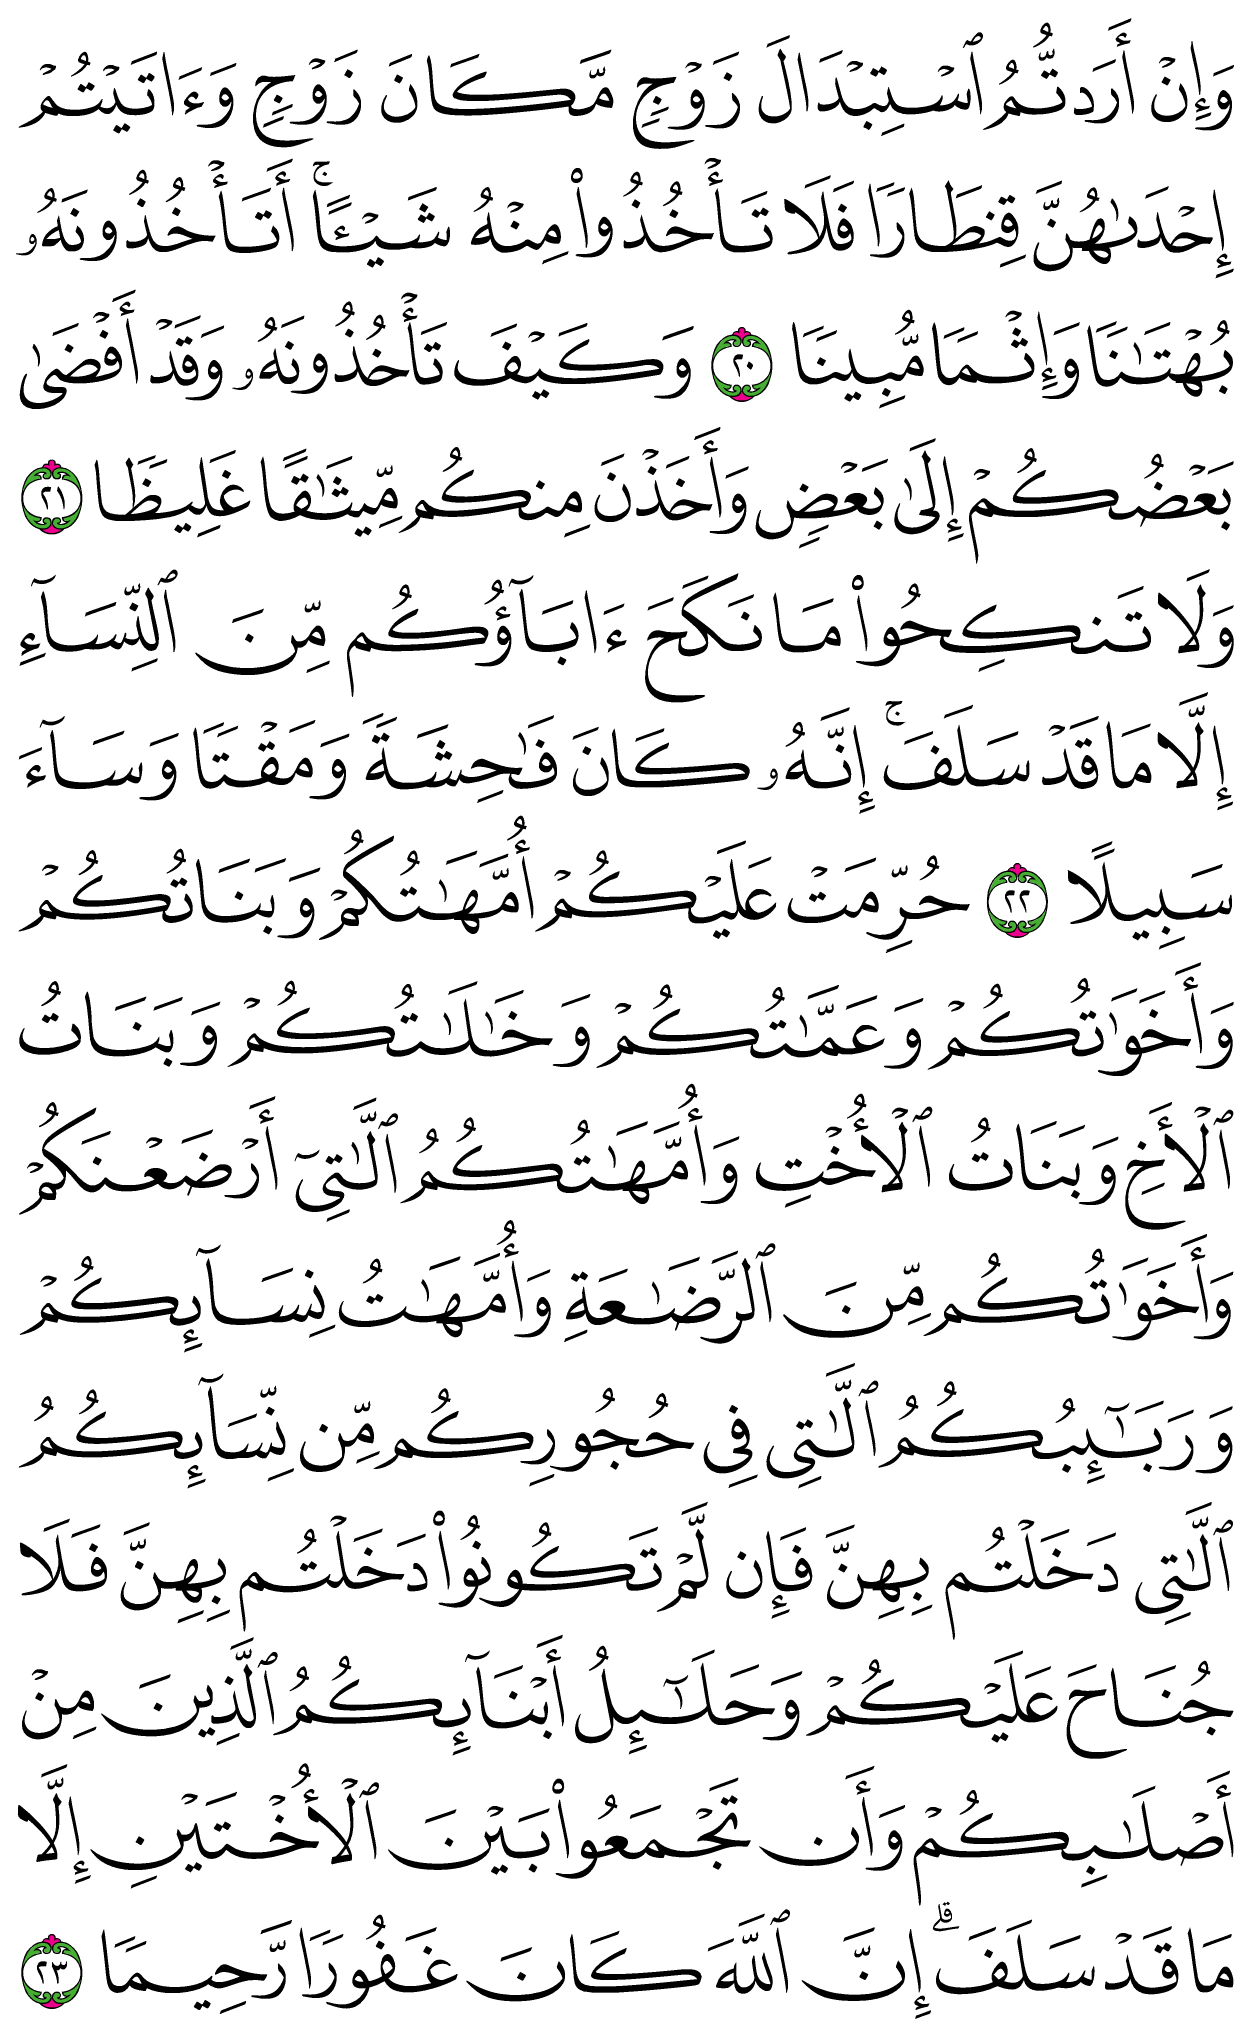 وَإِنۡ أَرَدتُّمُ ٱسۡتِبۡدَالَ زَوۡجٖ مَّكَانَ زَوۡجٖ وَءَاتَيۡتُمۡ
إِحۡدَىٰهُنَّ قِنطَارٗا فَلَا تَأۡخُذُواْ مِنۡهُ شَيۡـًٔاۚ أَتَأۡخُذُونَهُۥ
بُهۡتَٰنٗا وَإِثۡمٗا مُّبِينٗا ٢٠ وَكَيۡفَ تَأۡخُذُونَهُۥ وَقَدۡ أَفۡضَىٰ
بَعۡضُكُمۡ إِلَىٰ بَعۡضٖ وَأَخَذۡنَ مِنكُم مِّيثَٰقًا غَلِيظٗا ٢١
وَلَا تَنكِحُواْ مَا نَكَحَ ءَابَآؤُكُم مِّنَ ٱلنِّسَآءِ
إِلَّا مَا قَدۡ سَلَفَۚ إِنَّهُۥ كَانَ فَٰحِشَةٗ وَمَقۡتٗا وَسَآءَ
سَبِيلًا ٢٢ حُرِّمَتۡ عَلَيۡكُمۡ أُمَّهَٰتُكُمۡ وَبَنَاتُكُمۡ
وَأَخَوَٰتُكُمۡ وَعَمَّٰتُكُمۡ وَخَٰلَٰتُكُمۡ وَبَنَاتُ
ٱلۡأَخِ وَبَنَاتُ ٱلۡأُخۡتِ وَأُمَّهَٰتُكُمُ ٱلَّٰتِيٓ أَرۡضَعۡنَكُمۡ
وَأَخَوَٰتُكُم مِّنَ ٱلرَّضَٰعَةِ وَأُمَّهَٰتُ نِسَآئِكُمۡ
وَرَبَٰٓئِبُكُمُ ٱلَّٰتِي فِي حُجُورِكُم مِّن نِّسَآئِكُمُ
ٱلَّٰتِي دَخَلۡتُم بِهِنَّ فَإِن لَّمۡ تَكُونُواْ دَخَلۡتُم بِهِنَّ فَلَا
جُنَاحَ عَلَيۡكُمۡ وَحَلَٰٓئِلُ أَبۡنَآئِكُمُ ٱلَّذِينَ مِنۡ
أَصۡلَٰبِكُمۡ وَأَن تَجۡمَعُواْ بَيۡنَ ٱلۡأُخۡتَيۡنِ إِلَّا
مَا قَدۡ سَلَفَۗ إِنَّ ٱللَّهَ كَانَ غَفُورٗا رَّحِيمٗا ٢٣